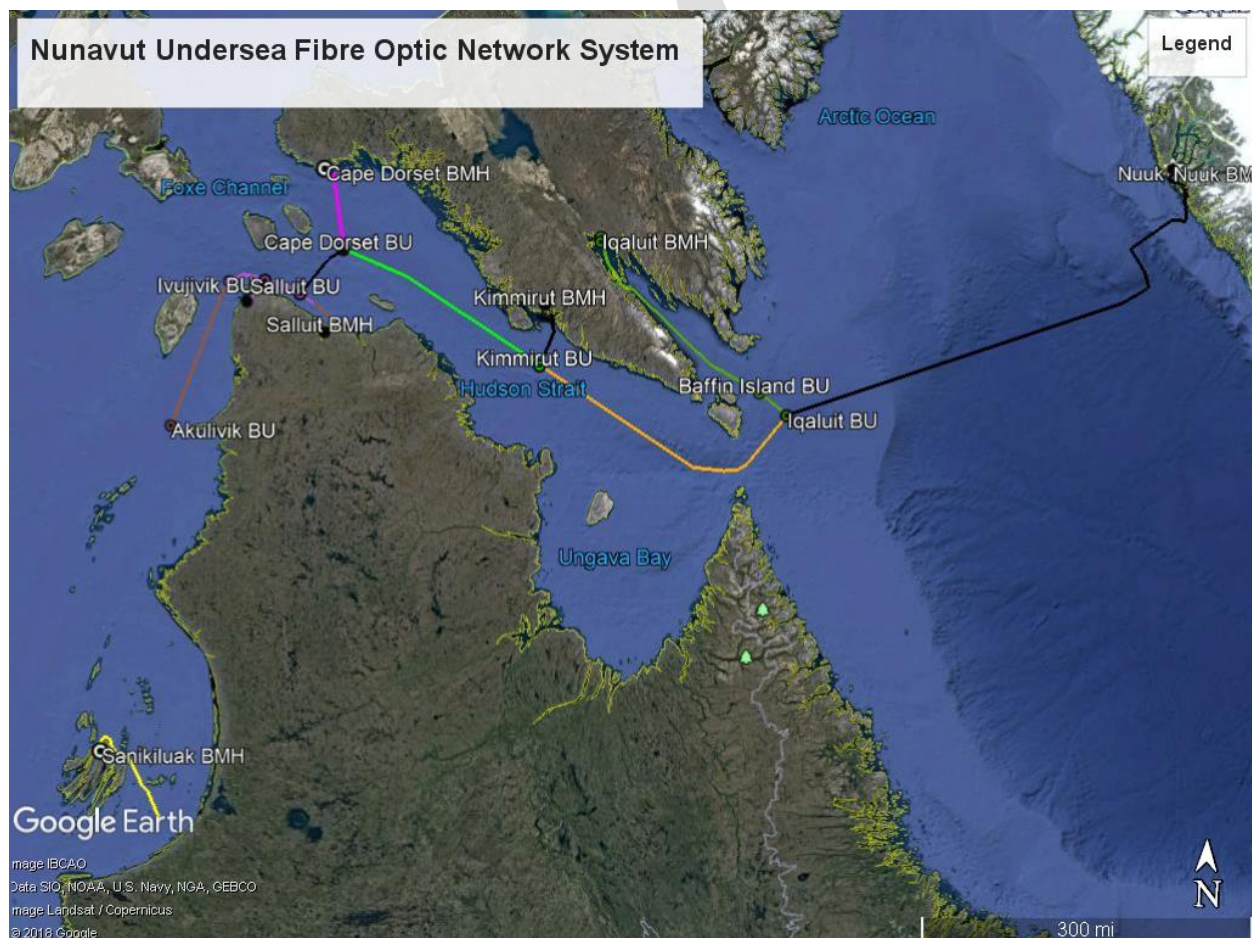 Nunavut Undersea Fibre Optic Network System
Legend
Arctic Ocean
Cape Dorset BMH
Foxe Channel
Nuuk
Nuuk BM
Cape Dorset BU
Iqaluit BMH
Ivujivik BU
Salluit BU
Kimmirut BMH
Salluit BMH
Kimmirut BU
Hudson Strait
Baffin Island BU
Iqaluit BU
Akulivik BU
Ungava Bay
Sanikiluak BMH
Google Earth
mage IBCAO
Data SIO, NOAA, U.S. Navy, NGA, GEBCO
mage Landsat / Copernicus
© 2018 Google
N
300 mi